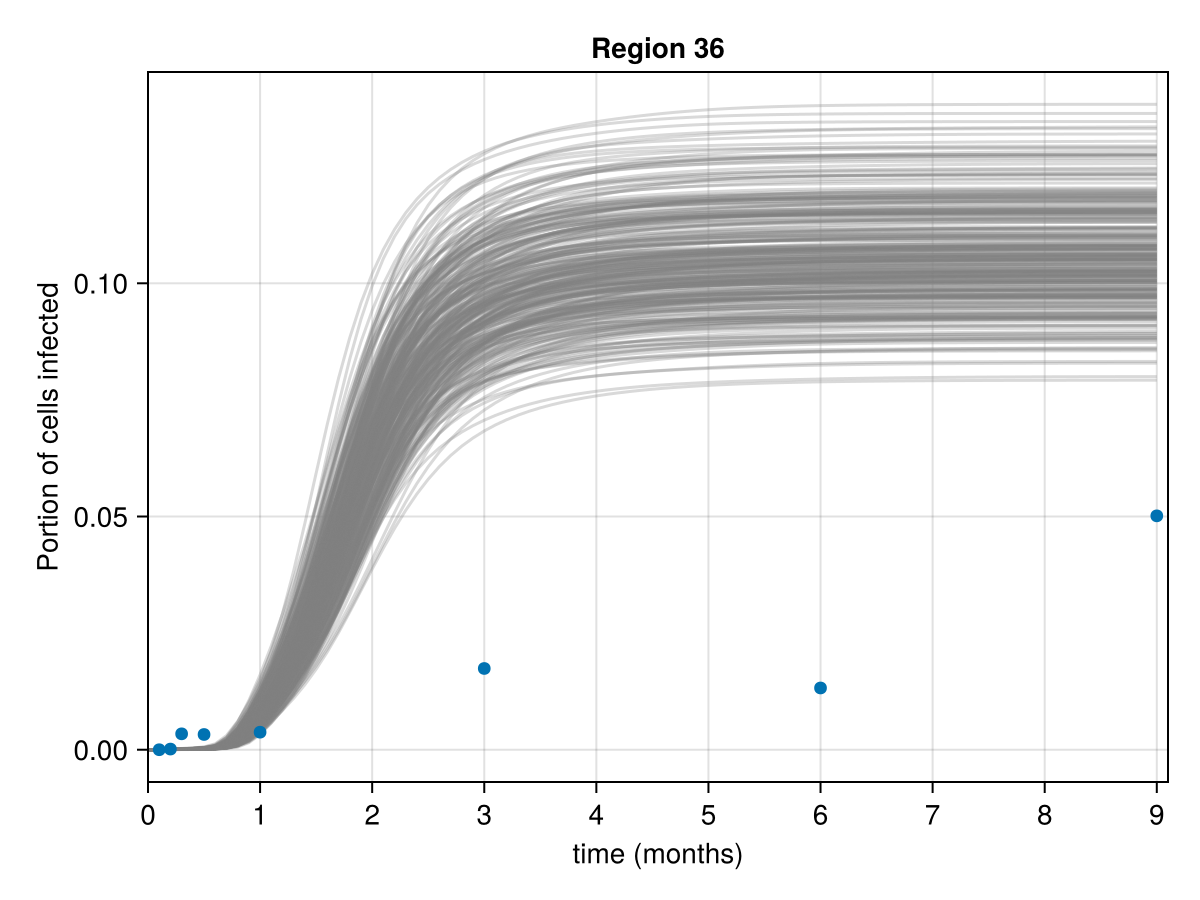 Region 36
Portion of cells infected
0.10
0.05
0.00
0 1 2 3 4 5 6 7 8 9
time (months)